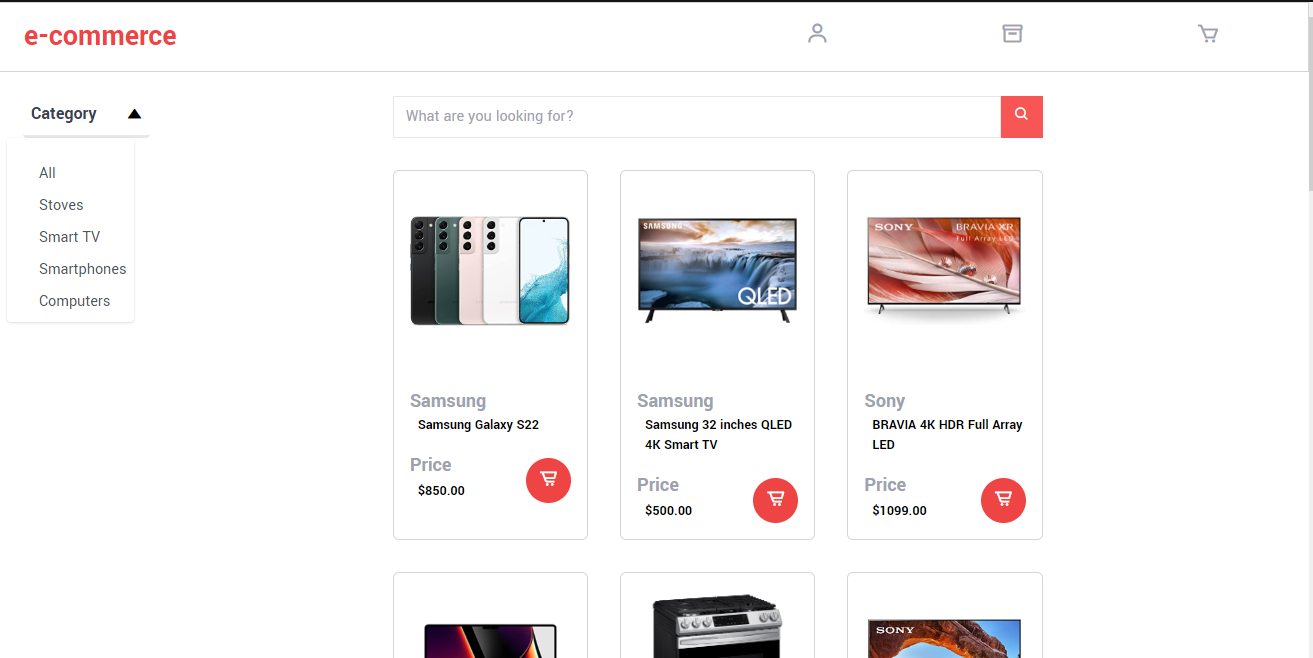 e-commerce
Category
What are you looking for?
All
Stoves
Smart TV
Smartphones
Computers
SAMSUNG
QLED
SONY
BRAVIA XR
Full Array LED
Samsung
Samsung Galaxy S22
Price
$850.00
Samsung
Samsung 32 inches QLED
4K Smart TV
Price
$500.00
Sony
BRAVIA 4K HDR Full Array
LED
Price
$1099.00
SONY